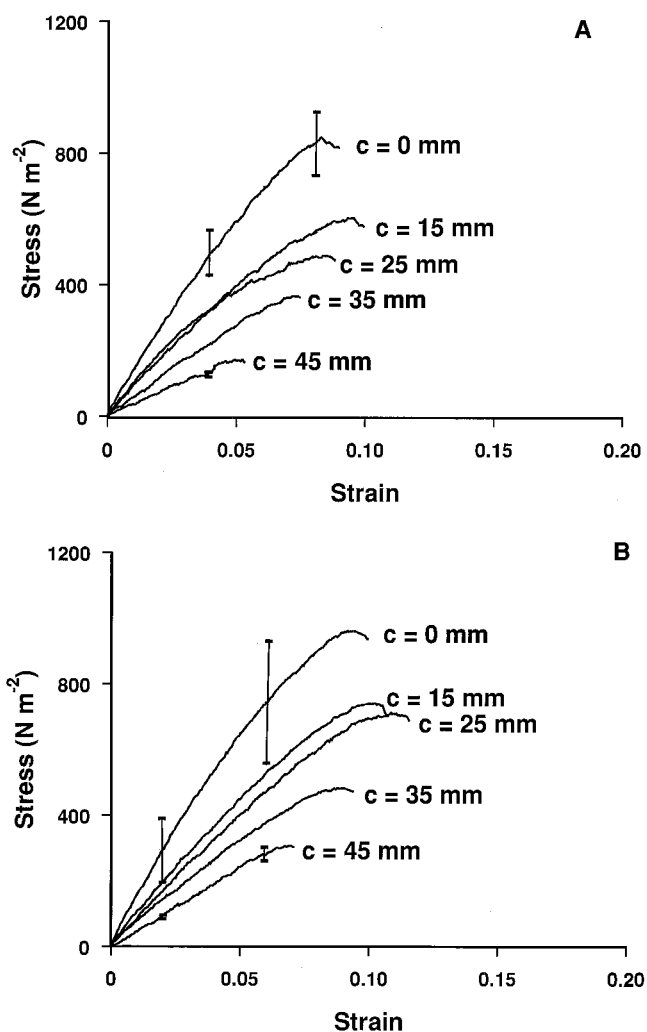 A
1200
800
400
0
Stress (N m-2)
c = 0 mm
c = 15 mm
c = 25 mm
c = 35 mm
c = 45 mm
0 0.05 0.10 0.15 0.20
Strain
B
1200
800
400
0
Stress (N m-2)
c = 0 mm
c = 15 mm
c = 25 mm
c = 35 mm
c = 45 mm
0 0.05 0.10 0.15 0.20
Strain